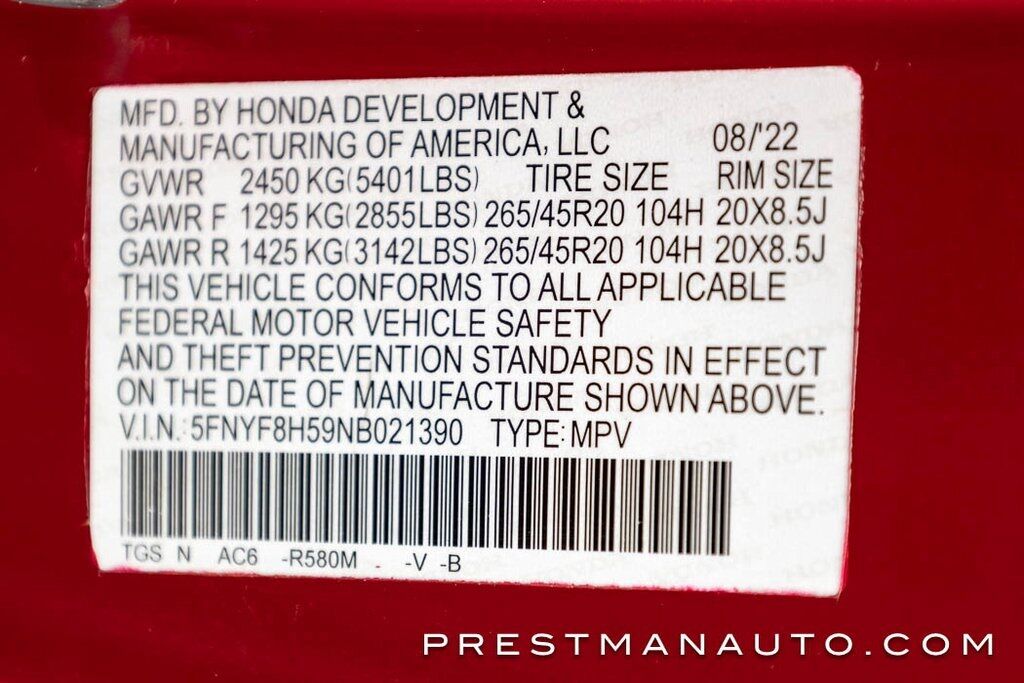 MFD. BY HONDA DEVELOPMENT &
MANUFACTURING OF AMERICA, LLC 08/'22
GVWR 2450 KG(5401LBS) TIRE SIZE RIM SIZE
GAWR F 1295 KG(2855LBS) 265/45R20 104H 20X8.5J
GAWR R 1425 KG(3142LBS) 265/45R20 104H 20X8.5J
THIS VEHICLE CONFORMS TO ALL APPLICABLE
FEDERAL MOTOR VEHICLE SAFETY
AND THEFT PREVENTION STANDARDS IN EFFECT
ON THE DATE OF MANUFACTURE SHOWN ABOVE.
V.I.N.: 5FNYF8H59NB021390 TYPE: MPV
TGS N AC6 -R580M . -V -B
PRESTMANAUTO.COM